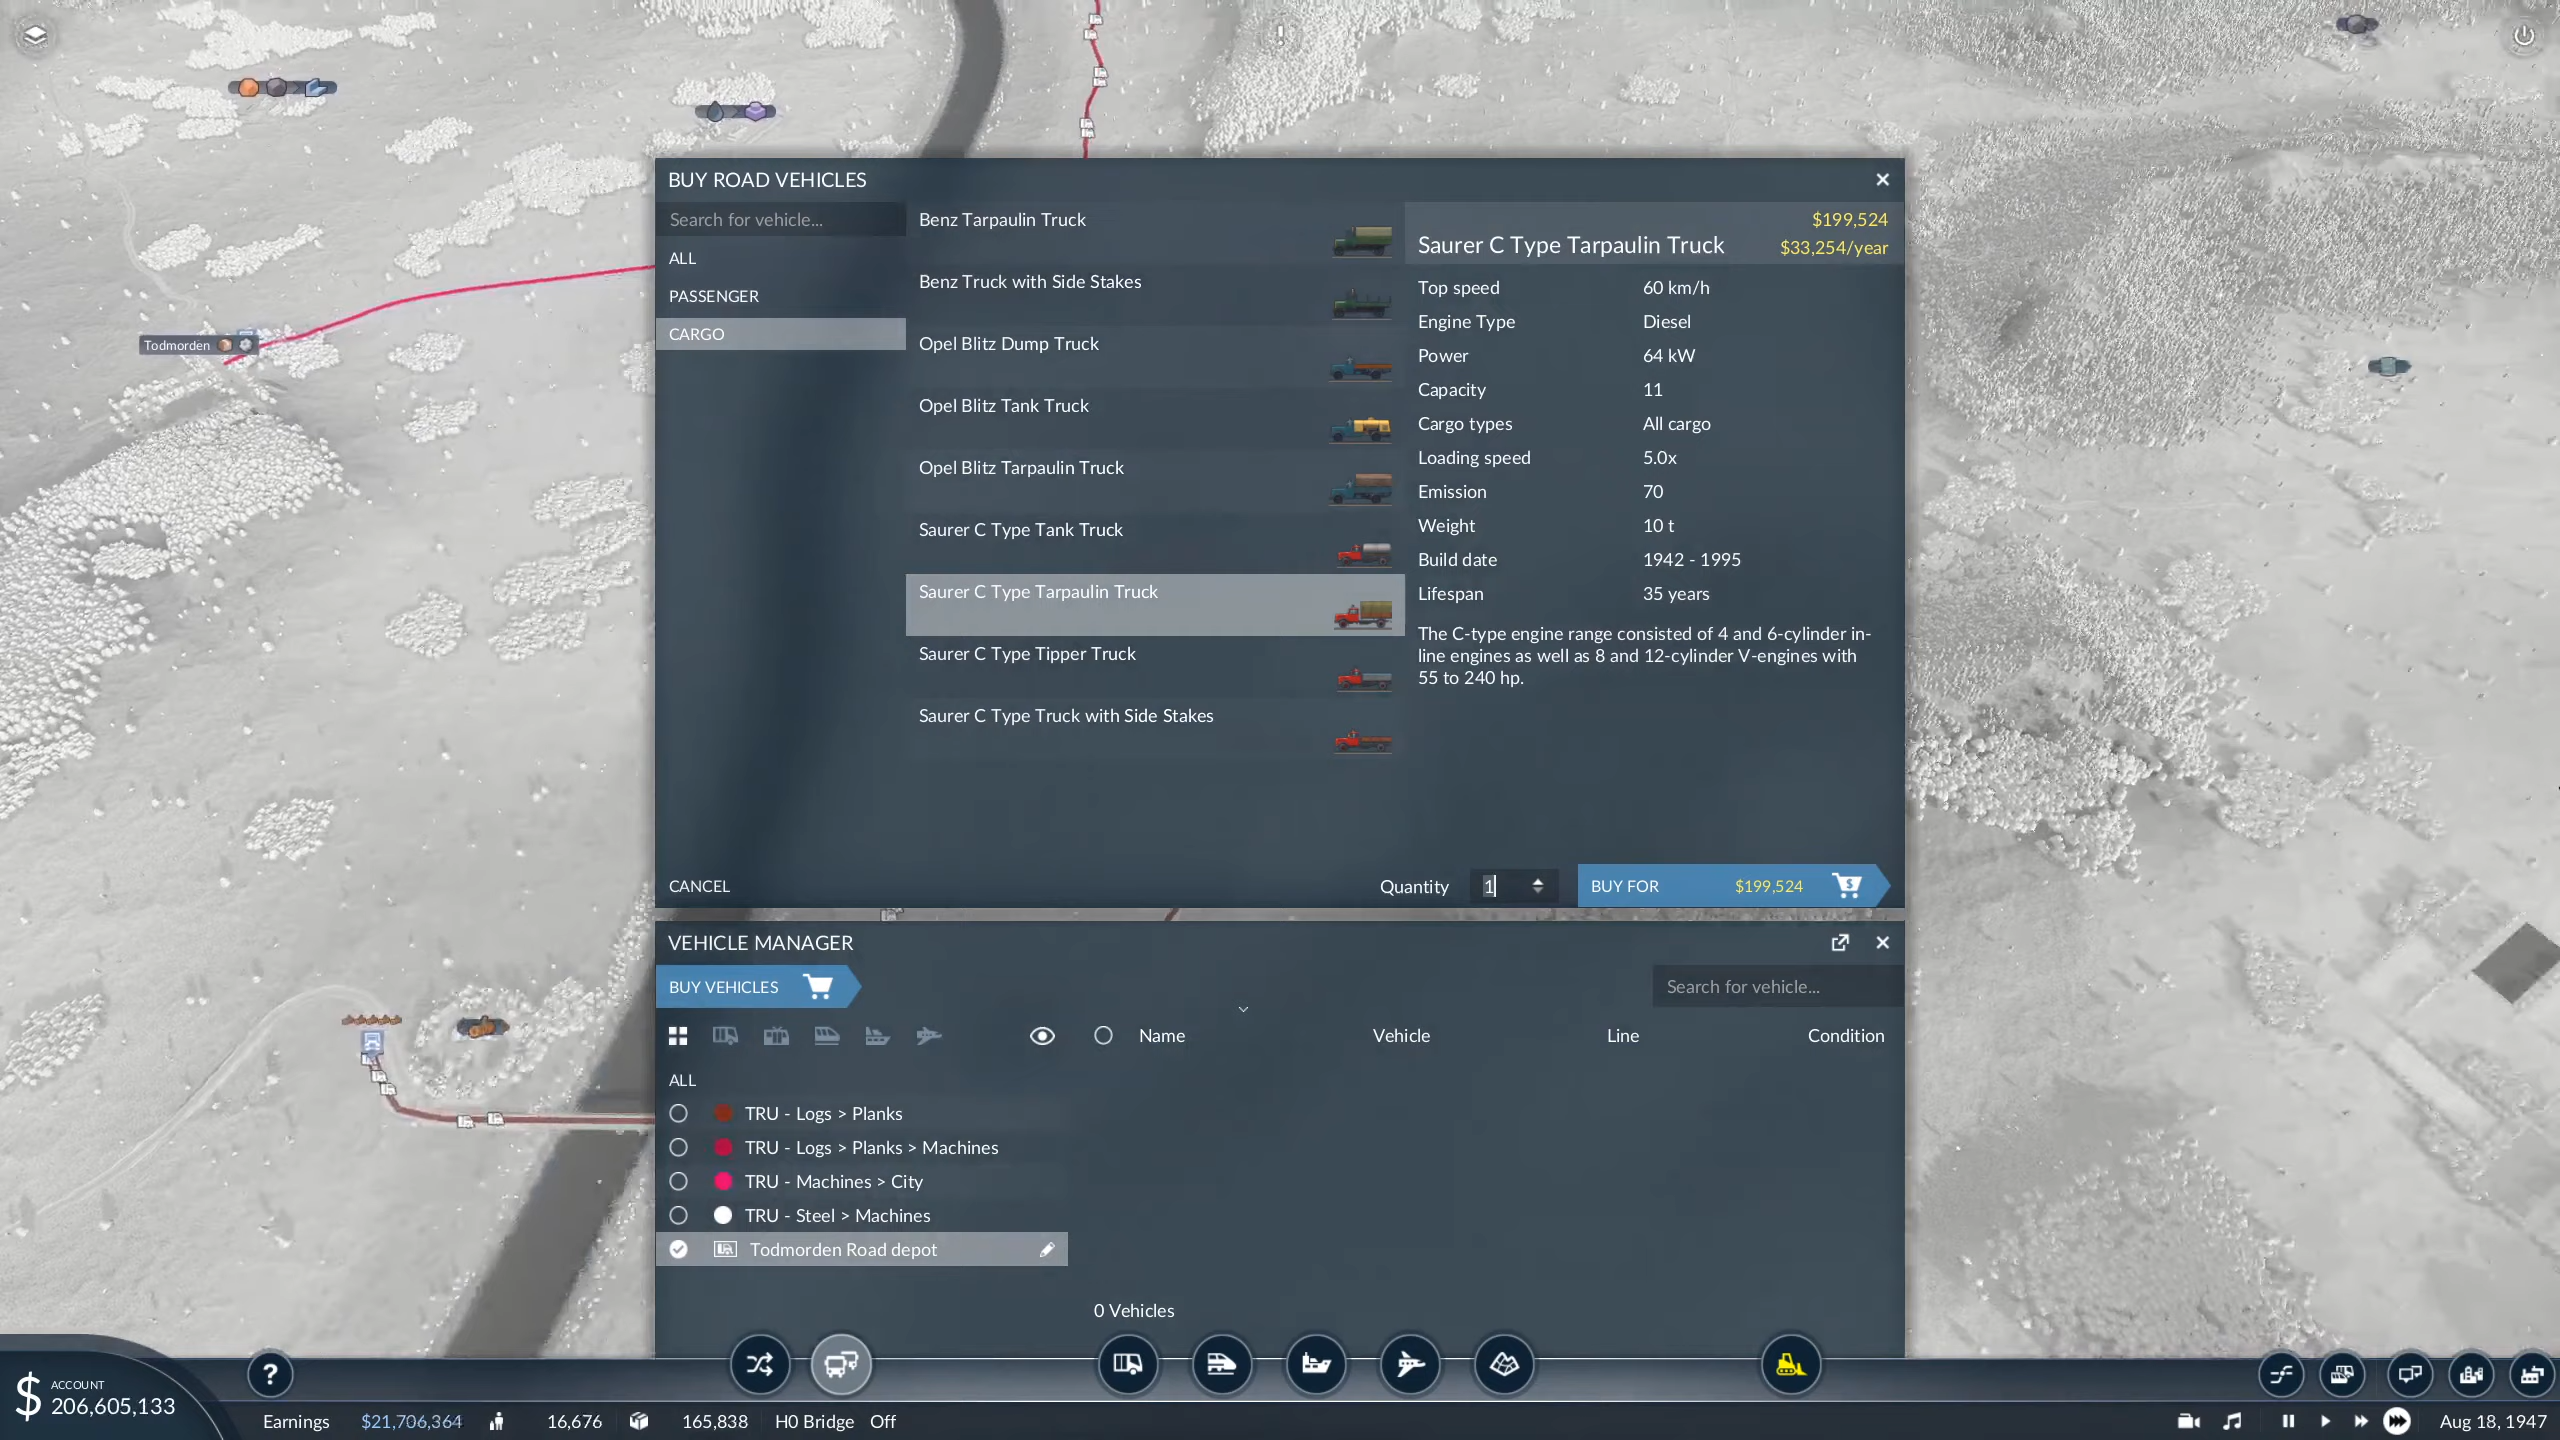 Todmorden
BUY ROAD VEHICLES
Search for vehicle...
ALL
PASSENGER
CARGO
Benz Tarpaulin Truck
Benz Truck with Side Stakes
Opel Blitz Dump Truck
Opel Blitz Tank Truck
Opel Blitz Tarpaulin Truck
Saurer C Type Tank Truck
Saurer C Type Tarpaulin Truck
Saurer C Type Tipper Truck
Saurer C Type Truck with Side Stakes
$199,524
Saurer C Type Tarpaulin Truck $33,254/year
Top speed 60 km/h
Engine Type Diesel
Power 64 kW
Capacity 11
Cargo types All cargo
Loading speed 5.0x
Emission 70
Weight 10 t
Build date 1942 - 1995
Lifespan 35 years
The C-type engine range consisted of 4 and 6-cylinder in-
line engines as well as 8 and 12-cylinder V-engines with
55 to 240 hp.
CANCEL
Quantity 1
BUY FOR $199,524
VEHICLE MANAGER
BUY VEHICLES
Search for vehicle...
Name Vehicle Line Condition
ALL
TRU - Logs > Planks
TRU - Logs > Planks > Machines
TRU - Machines > City
TRU - Steel > Machines
Todmorden Road depot
0 Vehicles
ACCOUNT
$ 206,605,133
?
Earnings $21,706,364 16,676 165,838 H0 Bridge Off
Aug 18, 1947